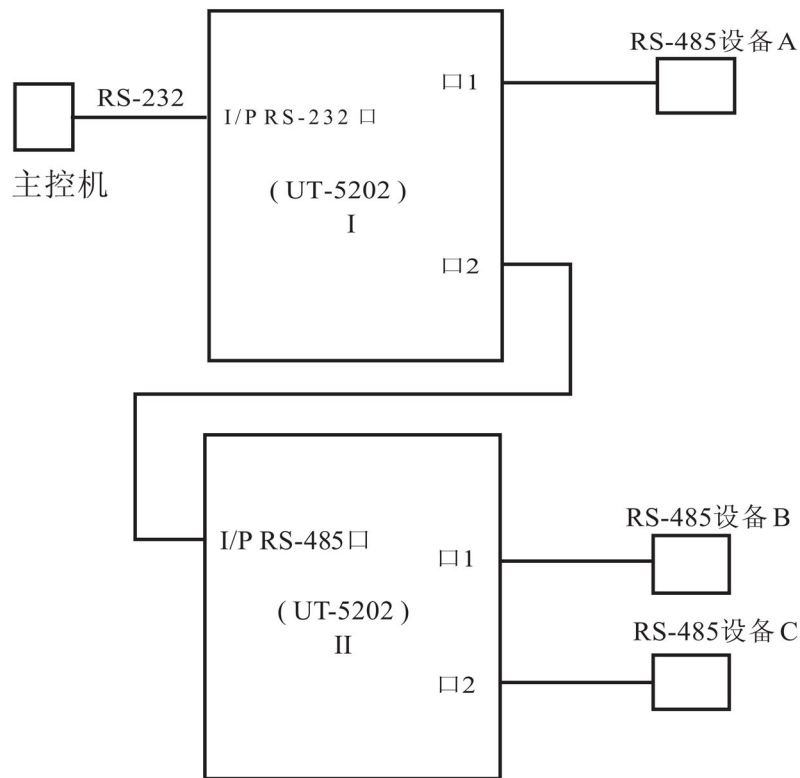 RS-485设备A
口1
RS-232
I/P RS-232 口
主控机
( UT-5202 )
I
口2
I/P RS-485口
RS-485设备B
口1
( UT-5202 )
II
RS-485设备C
口2